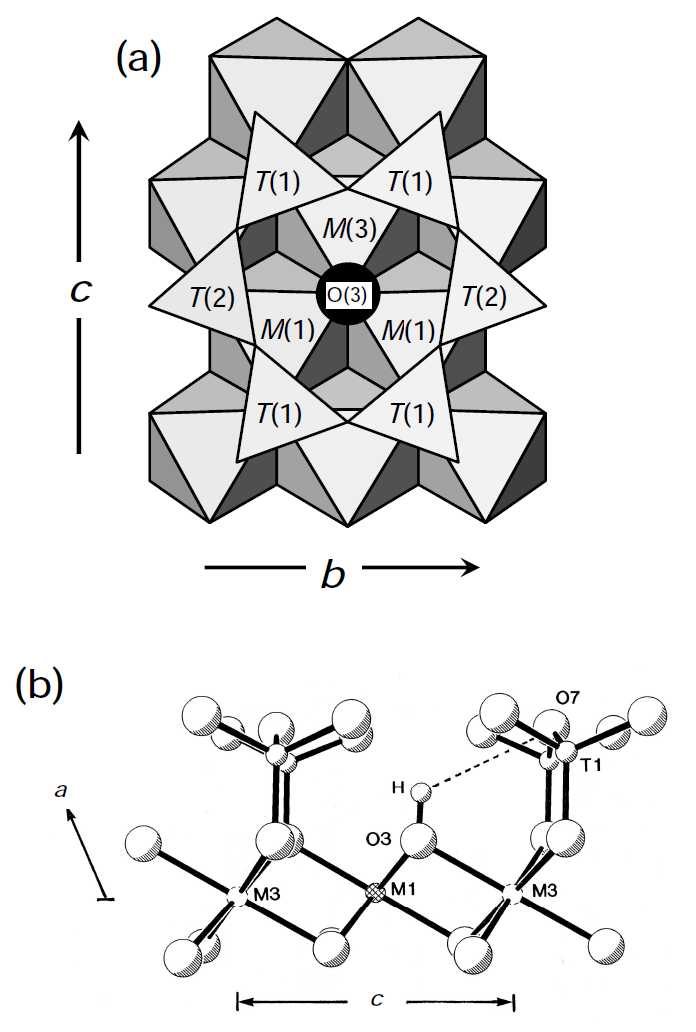 (a)
T(1) T(1)
M(3)
c
T(2) O(3) T(2)
M(1) M(1)
T(1) T(1)
b
(b)
O7
a
H
T1
O3
M3 M1 M3
c